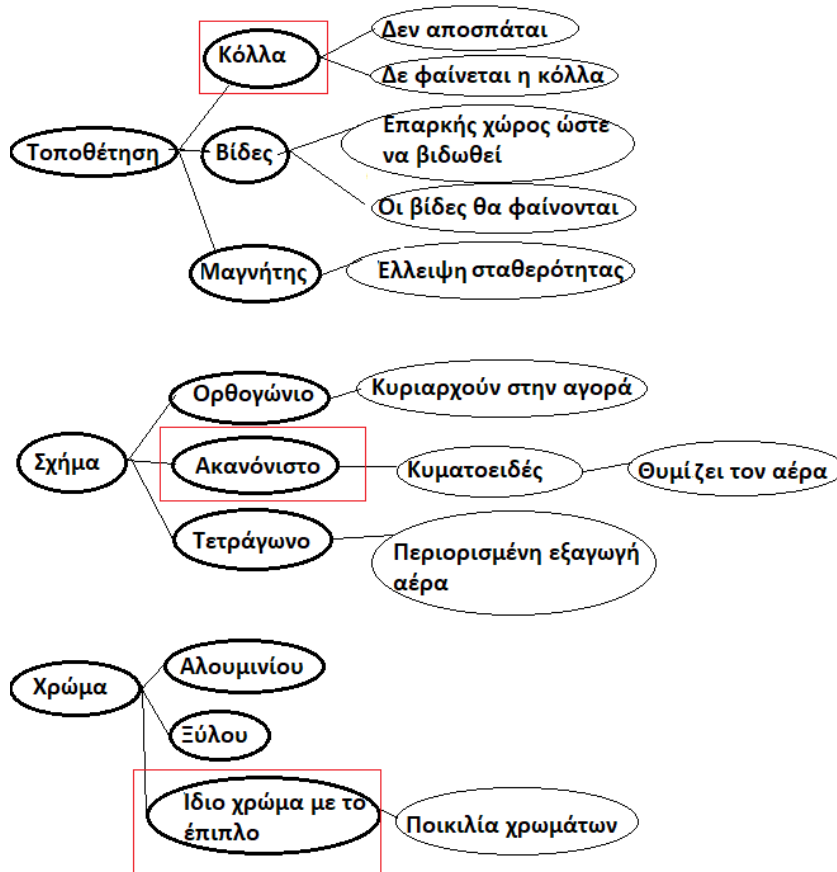 Κόλλα
Δεν αποσπάται
Δε φαίνεται η κόλλα
Τοποθέτηση
Βίδες
Επαρκής χώρος ώστε
να βιδωθεί
Οι βίδες θα φαίνονται
Μαγνήτης
Έλλειψη σταθερότητας
Ορθογώνιο
Κυριαρχούν στην αγορά
Σχήμα
Ακανόνιστο
Κυματοειδές
Θυμίζει τον αέρα
Τετράγωνο
Περιορισμένη εξαγωγή
αέρα
Χρώμα
Αλουμινίου
Ξύλου
Ίδιο χρώμα με το
έπιπλο
Ποικιλία χρωμάτων